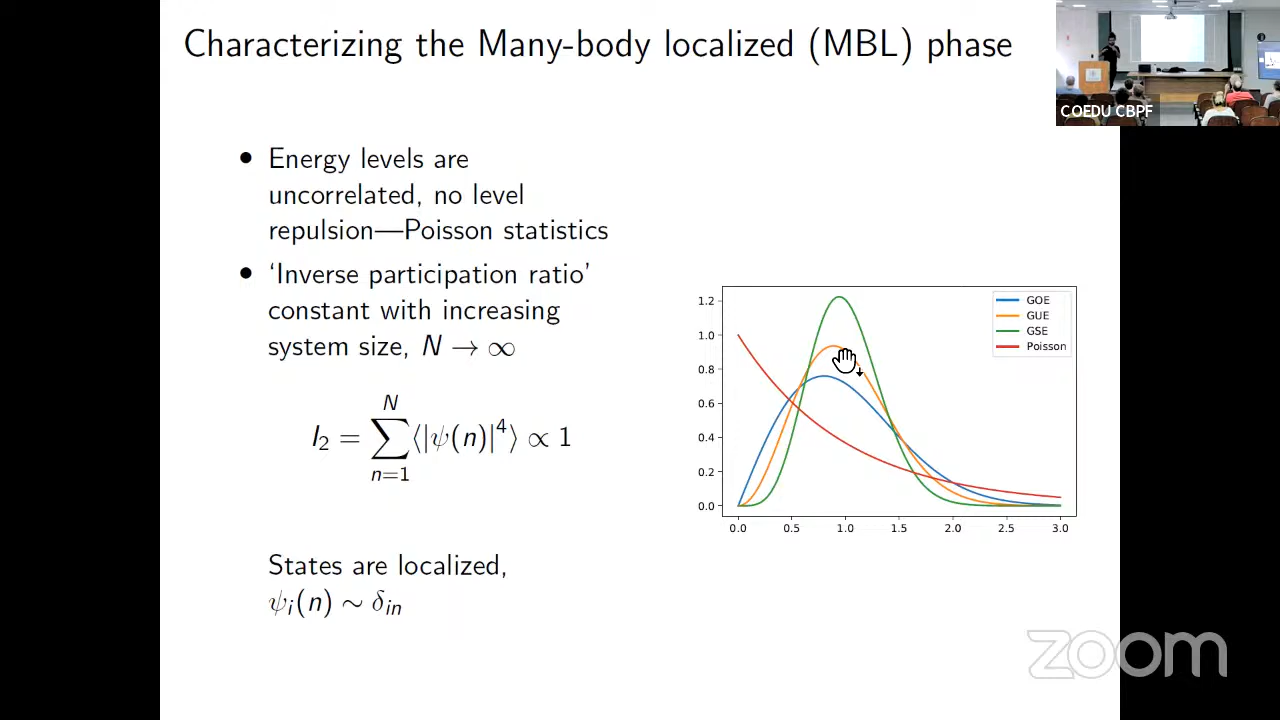 Characterizing the Many-body localized (MBL) phase
COEDU CBPF
• Energy levels are
uncorrelated, no level
repulsion—Poisson statistics
• ‘Inverse participation ratio’
constant with increasing
system size, N → ∞
I₂ = ∑ₙ₌₁ᴺ ⟨|ψ(n)|⁴⟩ ∝ 1
States are localized,
ψᵢ(n) ∼ δᵢₙ
GOE
GUE
GSE
Poisson
1.2
1.0
0.8
0.6
0.4
0.2
0.0
0.0 0.5 1.0 1.5 2.0 2.5 3.0
zoom